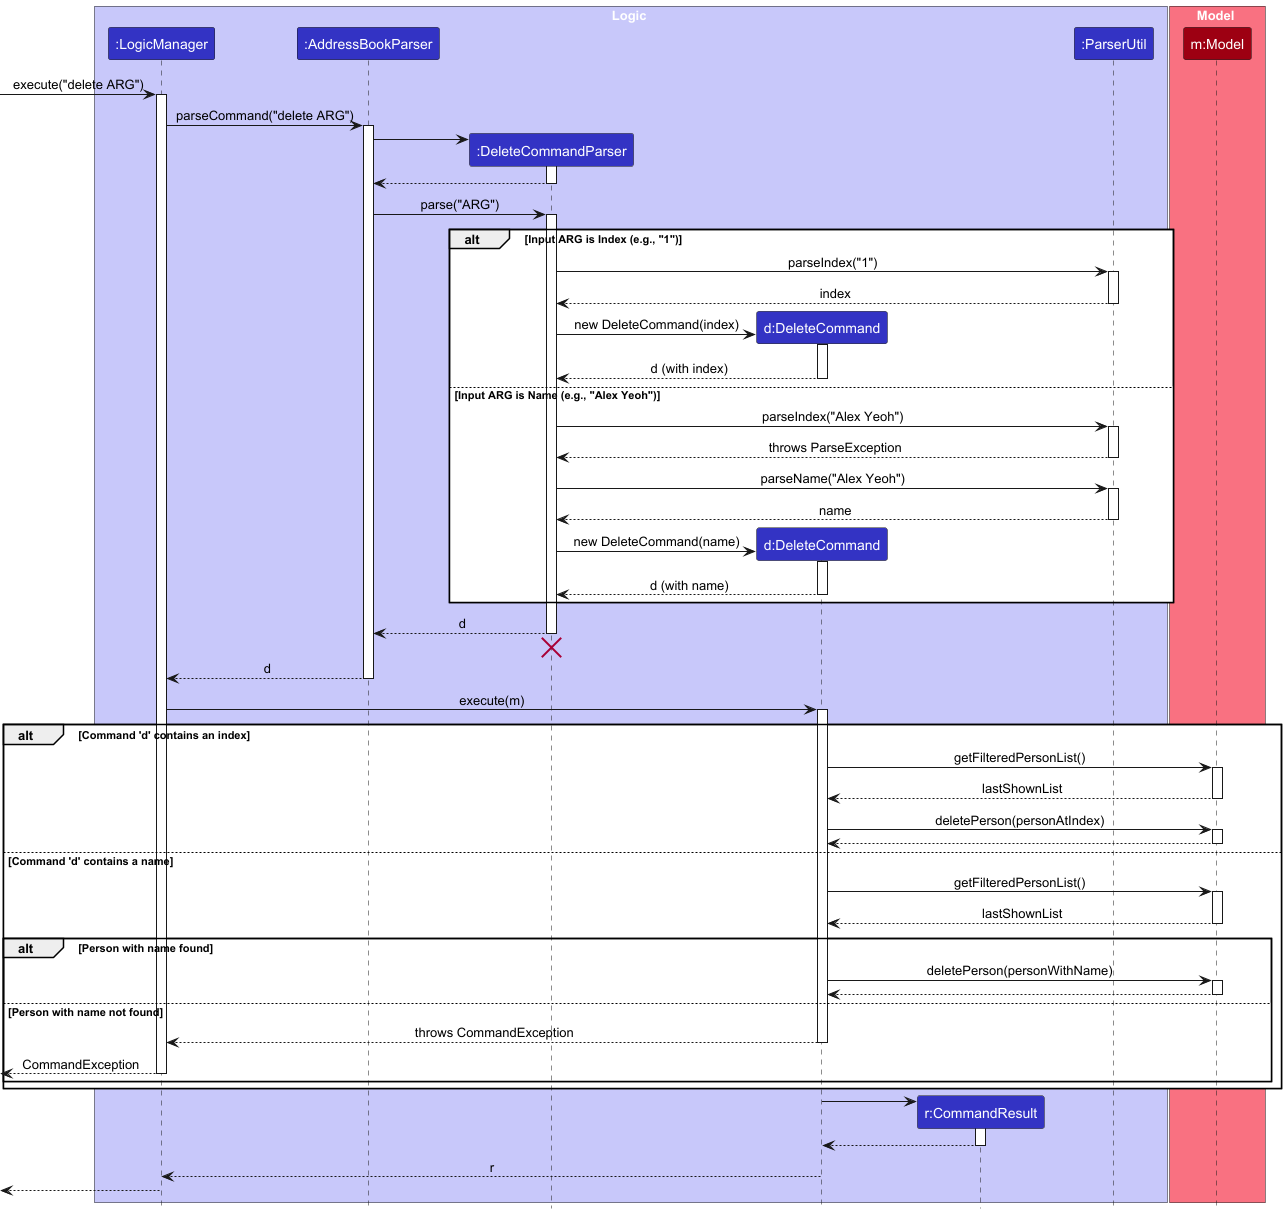 Logic
Model
:LogicManager
:AddressBookParser
:ParserUtil
m:Model
execute("delete ARG")
parseCommand("delete ARG")
:DeleteCommandParser
parse("ARG")
alt
[Input ARG is Index (e.g., "1")]
parseIndex("1")
index
new DeleteCommand(index)
d:DeleteCommand
d (with index)
[Input ARG is Name (e.g., "Alex Yeoh")]
parseIndex("Alex Yeoh")
throws ParseException
parseName("Alex Yeoh")
name
new DeleteCommand(name)
d:DeleteCommand
d (with name)
d
d
execute(m)
alt
[Command 'd' contains an index]
getFilteredPersonList()
lastShownList
deletePerson(personAtIndex)
[Command 'd' contains a name]
getFilteredPersonList()
lastShownList
alt
[Person with name found]
deletePerson(personWithName)
[Person with name not found]
throws CommandException
CommandException
r:CommandResult
r